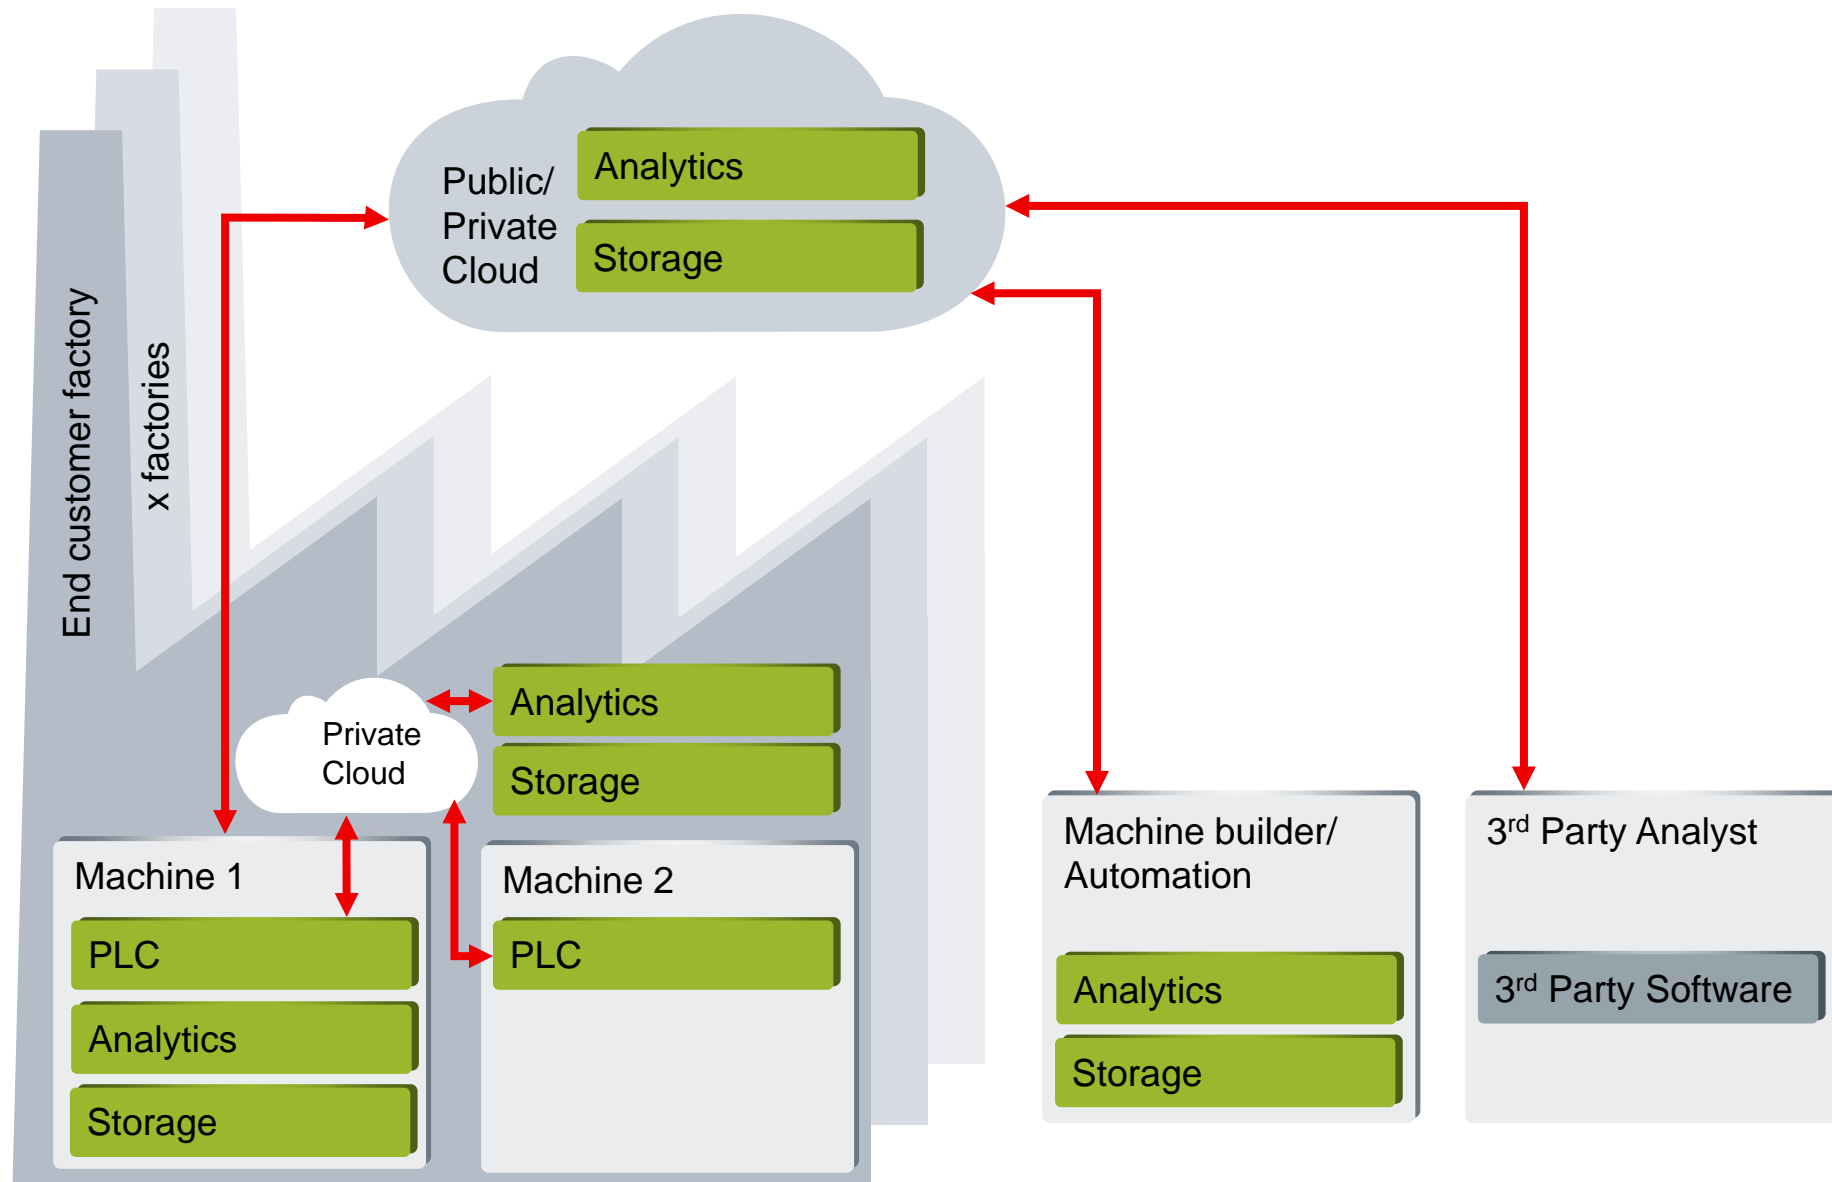 End customer factory
x factories
Public/
Private
Cloud
Analytics
Storage
Private
Cloud
Analytics
Storage
Machine 1
PLC
Analytics
Storage
Machine 2
PLC
Machine builder/
Automation
Analytics
Storage
3rd Party Analyst
3rd Party Software